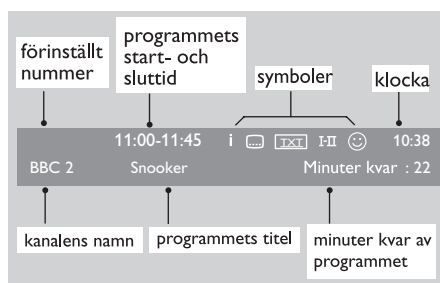 förinställt
nummer
programmets
start- och
sluttid
symboler
klocka
11:00-11:45 i .... TXT I-II 10:38
BBC 2 Snooker Minuter kvar : 22
kanalens namn
programmets titel
minuter kvar av
programmet